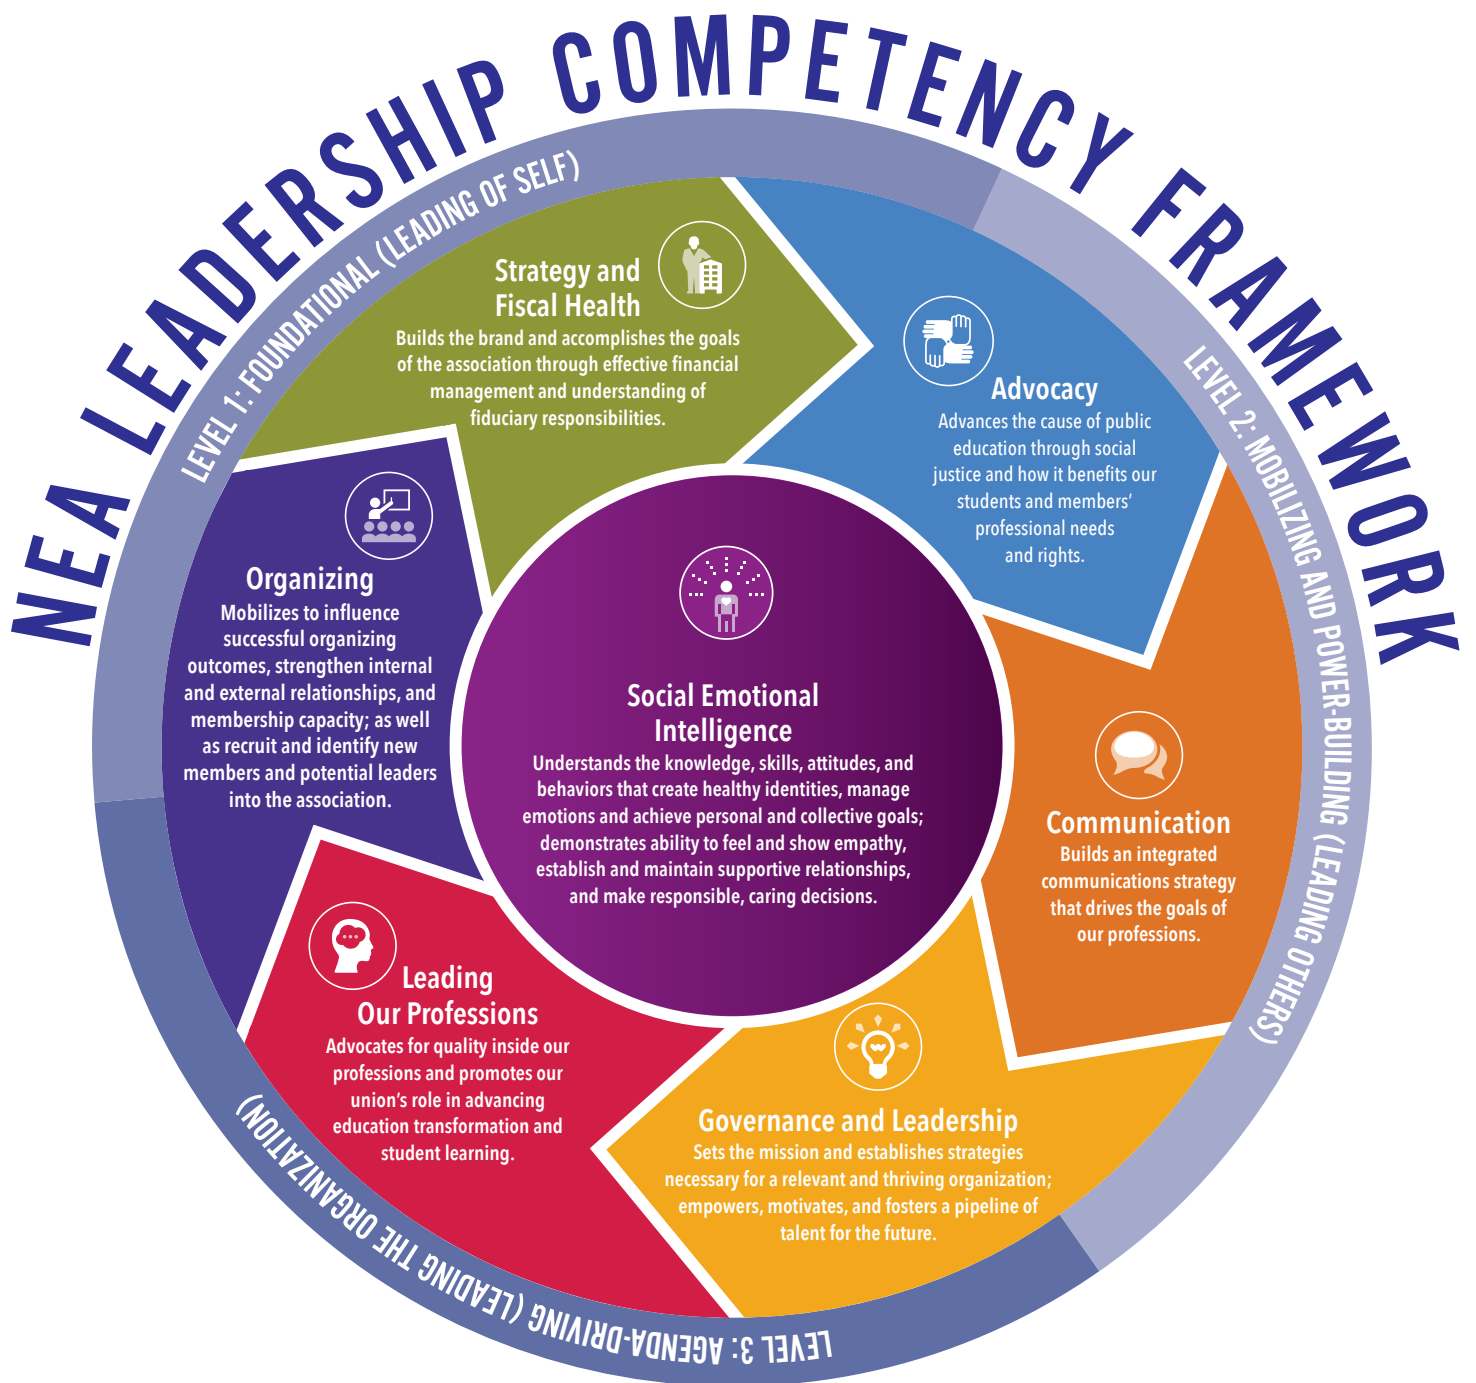 NEA LEADERSHIP COMPETENCY FRAMEWORK
LEVEL 1: FOUNDATIONAL (LEADING OF SELF)
LEVEL 2: MOBILIZING AND POWER-BUILDING (LEADING OTHERS)
LEVEL 3: AGENDA-DRIVING (LEADING THE ORGANIZATION)
Strategy and
Fiscal Health
Builds the brand and accomplishes the goals
of the association through effective financial
management and understanding of
fiduciary responsibilities.
Advocacy
Advances the cause of public
education through social
justice and how it benefits our
students and members’
professional needs
and rights.
Communication
Builds an integrated
communications strategy
that drives the goals of
our professions.
Governance and Leadership
Sets the mission and establishes strategies
necessary for a relevant and thriving organization;
empowers, motivates, and fosters a pipeline of
talent for the future.
Leading
Our Professions
Advocates for quality inside our
professions and promotes our
union’s role in advancing
education transformation and
student learning.
Organizing
Mobilizes to influence
successful organizing
outcomes, strengthen internal
and external relationships, and
membership capacity; as well
as recruit and identify new
members and potential leaders
into the association.
Social Emotional
Intelligence
Understands the knowledge, skills, attitudes, and
behaviors that create healthy identities, manage
emotions and achieve personal and collective goals;
demonstrates ability to feel and show empathy,
establish and maintain supportive relationships,
and make responsible, caring decisions.